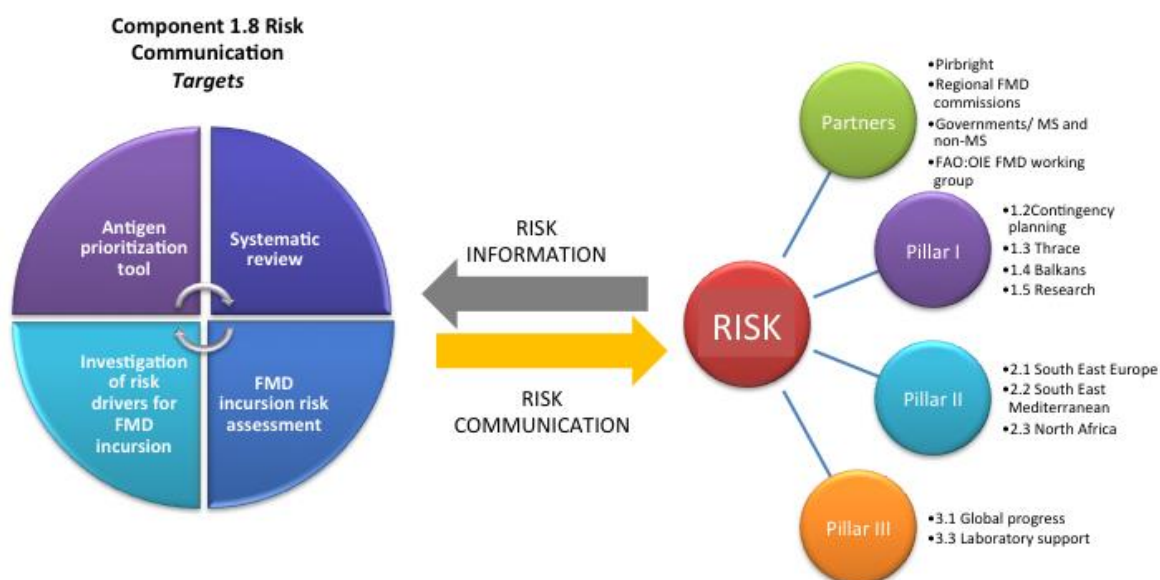 Component 1.8 Risk
Communication
Targets
Antigen
prioritization
tool
Systematic
review
Investigation
of risk
drivers for
FMD
incursion
FMD
incursion risk
assessment
RISK
INFORMATION
RISK
COMMUNICATION
RISK
Partners
•Pirbright
•Regional FMD
commissions
•Governments/ MS and
non-MS
•FAO:OIE FMD working
group
Pillar I
•1.2Contingency
planning
•1.3 Thrace
•1.4 Balkans
•1.5 Research
Pillar II
•2.1 South East Europe
•2.2 South East
Mediterranean
•2.3 North Africa
Pillar III
•3.1 Global progress
•3.3 Laboratory support